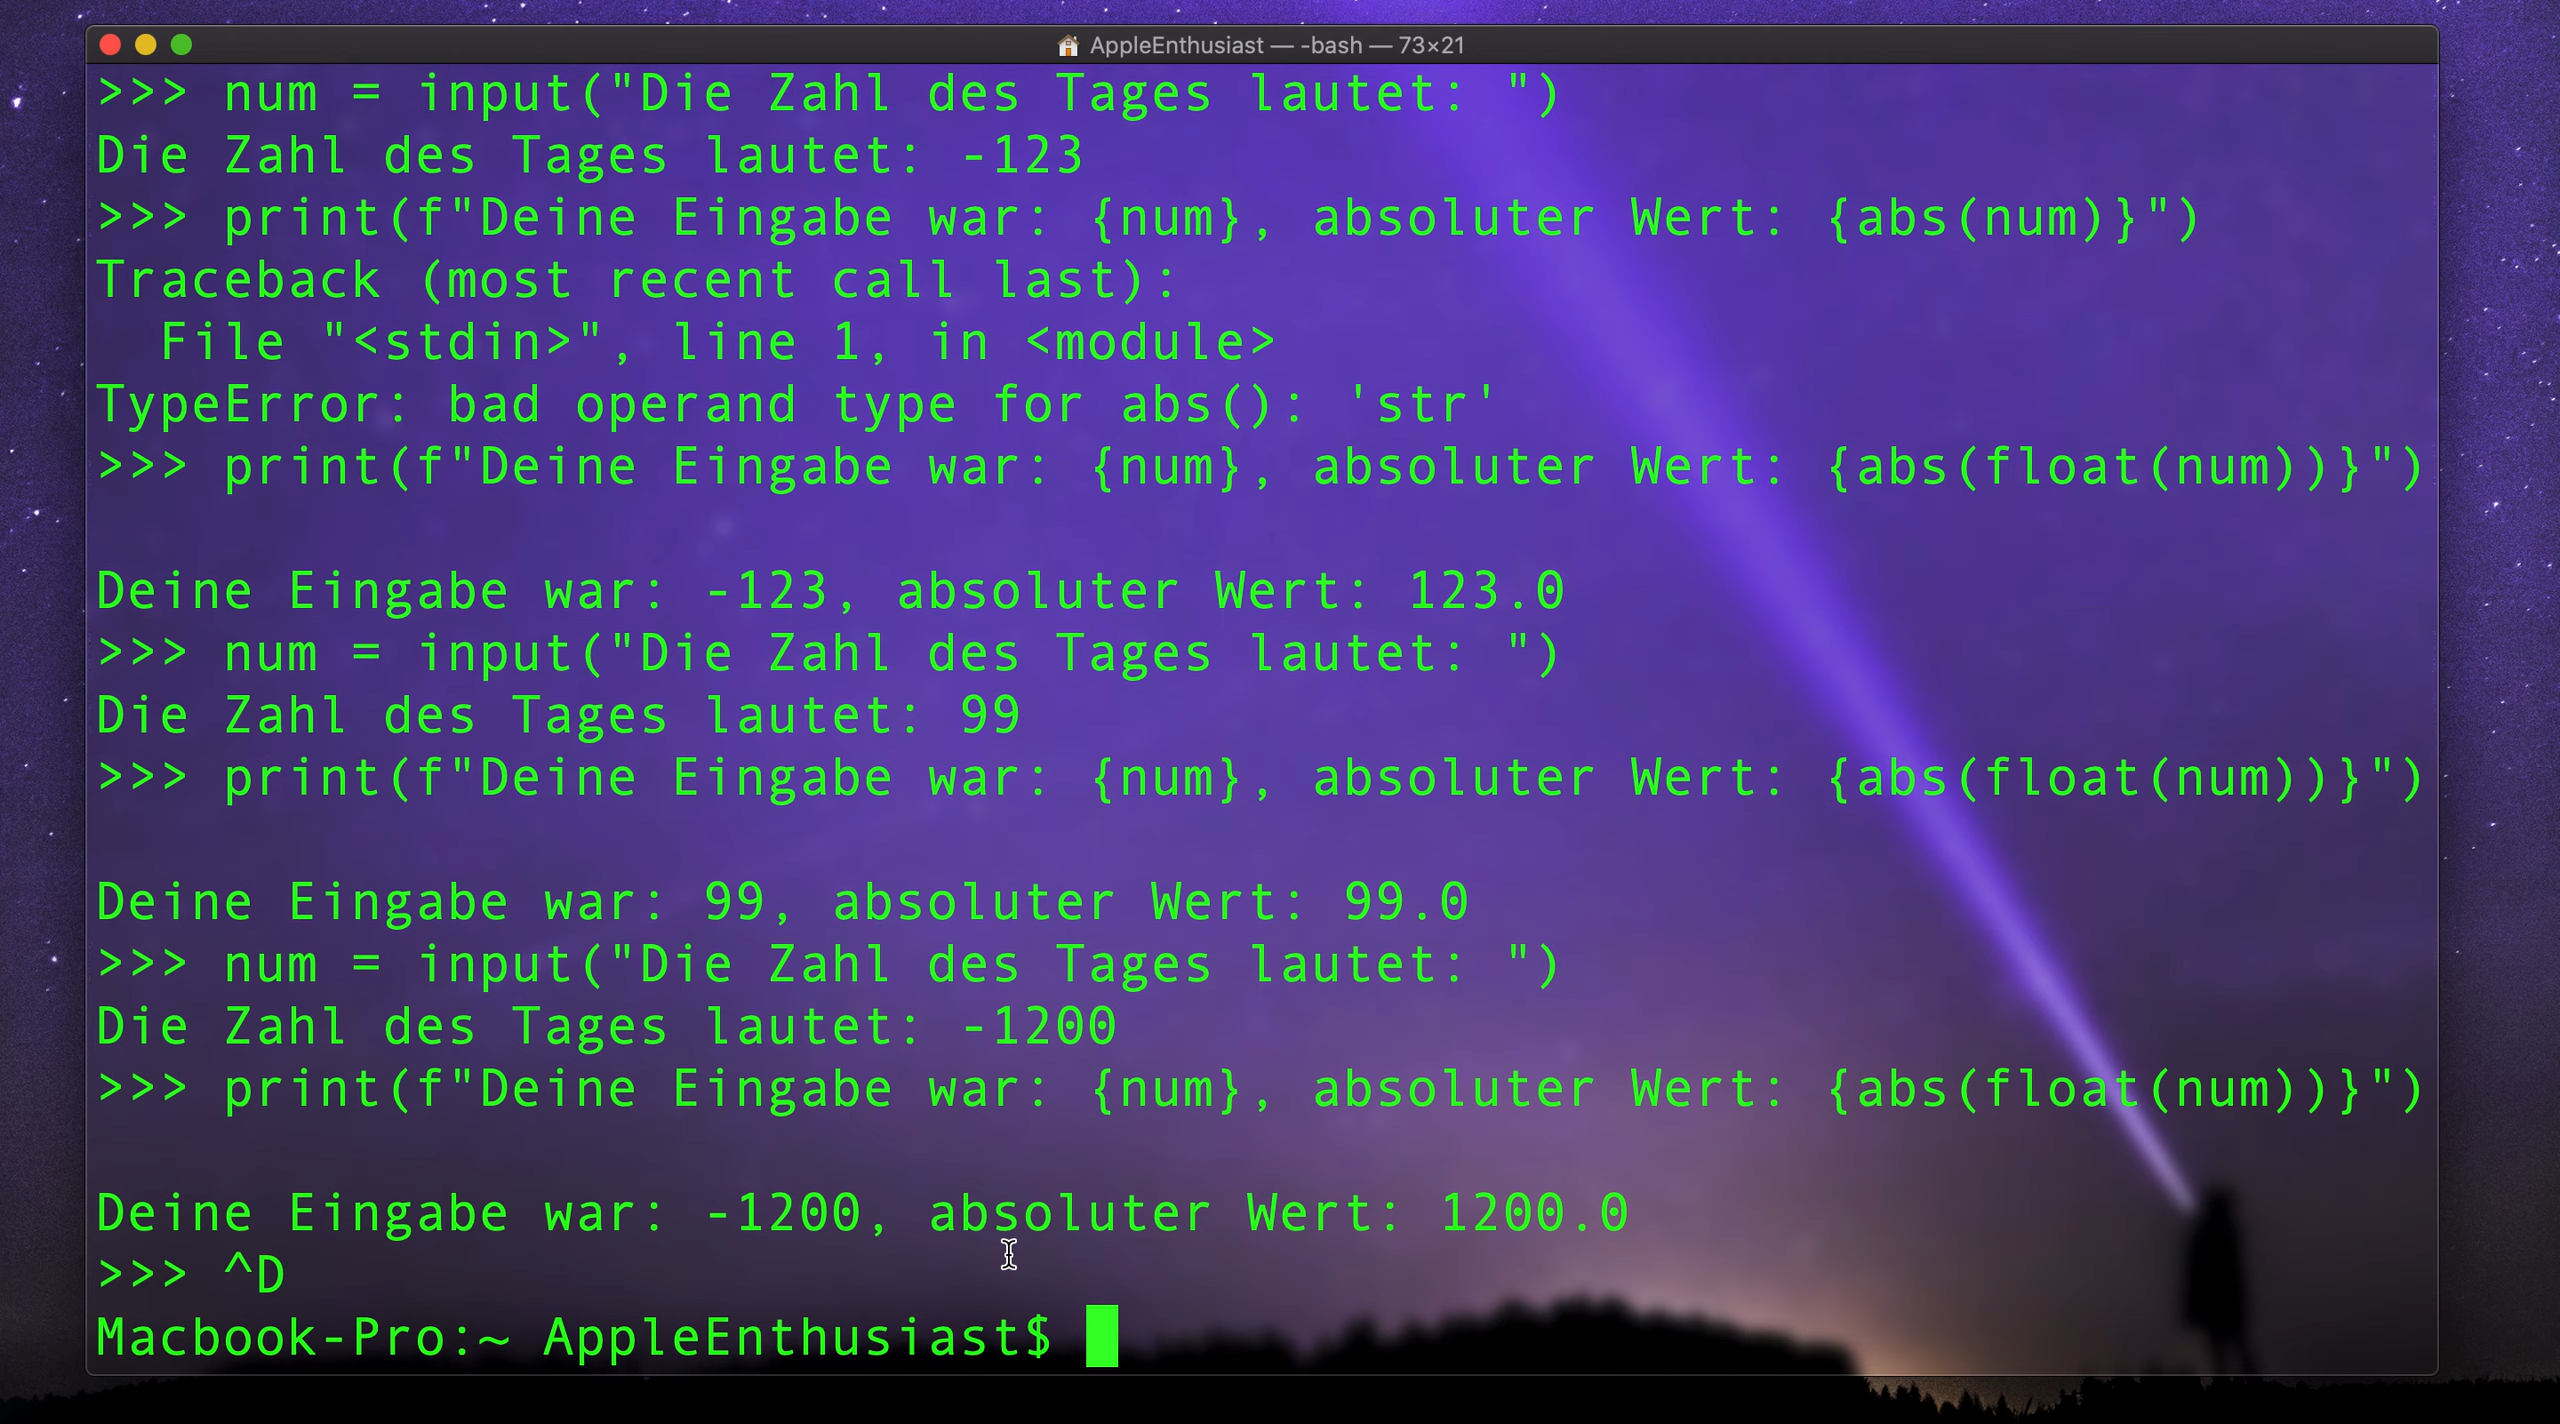 AppleEnthusiast — -bash — 73×21
>>> num = input("Die Zahl des Tages lautet: ")
Die Zahl des Tages lautet: -123
>>> print(f"Deine Eingabe war: {num}, absoluter Wert: {abs(num)}")
Traceback (most recent call last):
  File "<stdin>", line 1, in <module>
TypeError: bad operand type for abs(): 'str'
>>> print(f"Deine Eingabe war: {num}, absoluter Wert: {abs(float(num))}")
Deine Eingabe war: -123, absoluter Wert: 123.0
>>> num = input("Die Zahl des Tages lautet: ")
Die Zahl des Tages lautet: 99
>>> print(f"Deine Eingabe war: {num}, absoluter Wert: {abs(float(num))}")
Deine Eingabe war: 99, absoluter Wert: 99.0
>>> num = input("Die Zahl des Tages lautet: ")
Die Zahl des Tages lautet: -1200
>>> print(f"Deine Eingabe war: {num}, absoluter Wert: {abs(float(num))}")
Deine Eingabe war: -1200, absoluter Wert: 1200.0
>>> ^D
Macbook-Pro:~ AppleEnthusiast$